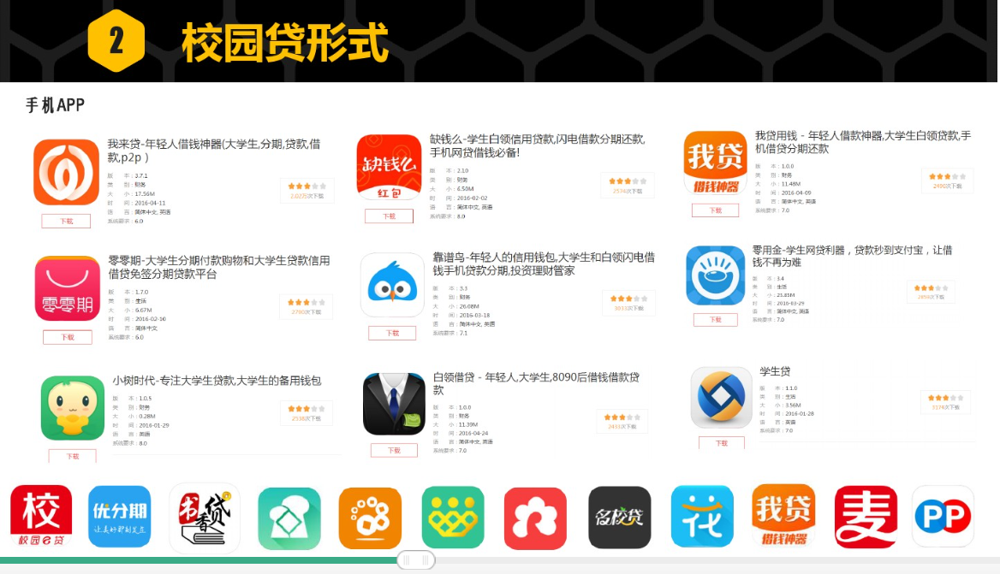 2
校园贷形式
手机APP
我来贷-年轻人借钱神器(大学生,分期,贷款,借
款,p2p）
版 本：3.7.1
类 别：财务
大 小：17.56M
时 间：2016-04-11
语 言：简体中文, 英语
系统要求：6.0
2.02万次下载
下载
缺钱么
红包
缺钱么-学生白领信用贷款,闪电借款分期还款,
手机网贷借钱必备!
版 本：2.10
类 别：财务
大 小：6.50M
时 间：2016-02-02
语 言：简体中文, 英语
系统要求：8.0
2574次下载
下载
我贷
借钱神器
我贷用钱 - 年轻人借款神器,大学生白领贷款,手
机借贷分期还款
版 本：1.0.0
类 别：财务
大 小：11.48M
时 间：2016-04-09
语 言：简体中文, 英语
系统要求：7.0
2490次下载
下载
零零期
零零期-大学生分期付款购物和大学生贷款信用
借贷免签分期贷款平台
版 本：1.7.0
类 别：生活
大 小：6.67M
时 间：2016-02-16
语 言：简体中文
系统要求：6.0
次下载
下载
靠谱鸟-年轻人的信用钱包,大学生和白领闪电借
钱手机贷款分期,投资理财管家
版 本：3.3
类 别：财务
大 小：26.08M
时 间：2016-03-18
语 言：简体中文, 英语
系统要求：7.1
次下载
下载
零用金-学生网贷利器，贷款秒到支付宝，让借
钱不再为难
版 本：3.4
类 别：生活
大 小：25.85M
时 间：2016-03-29
语 言：简体中文, 英语
系统要求：7.0
次下载
下载
小树时代-专注大学生贷款,大学生的备用钱包
版 本：1.0.5
类 别：财务
大 小：0.28M
时 间：2016-01-29
语 言：英语
系统要求：8.0
2538次下载
下载
白领借贷 - 年轻人,大学生,8090后借钱借款贷
款
版 本：1.0.0
类 别：财务
大 小：11.39M
时 间：2016-04-24
语 言：简体中文, 英语
系统要求：7.0
2431次下载
下载
学生贷
版 本：1.1.0
类 别：生活
大 小：3.56M
时 间：2016-01-28
语 言：英语
系统要求：7.0
3174次下载
下载
校
校园e贷
优分期
书香贷
名校贷
花
我贷
借钱神器
麦
PP